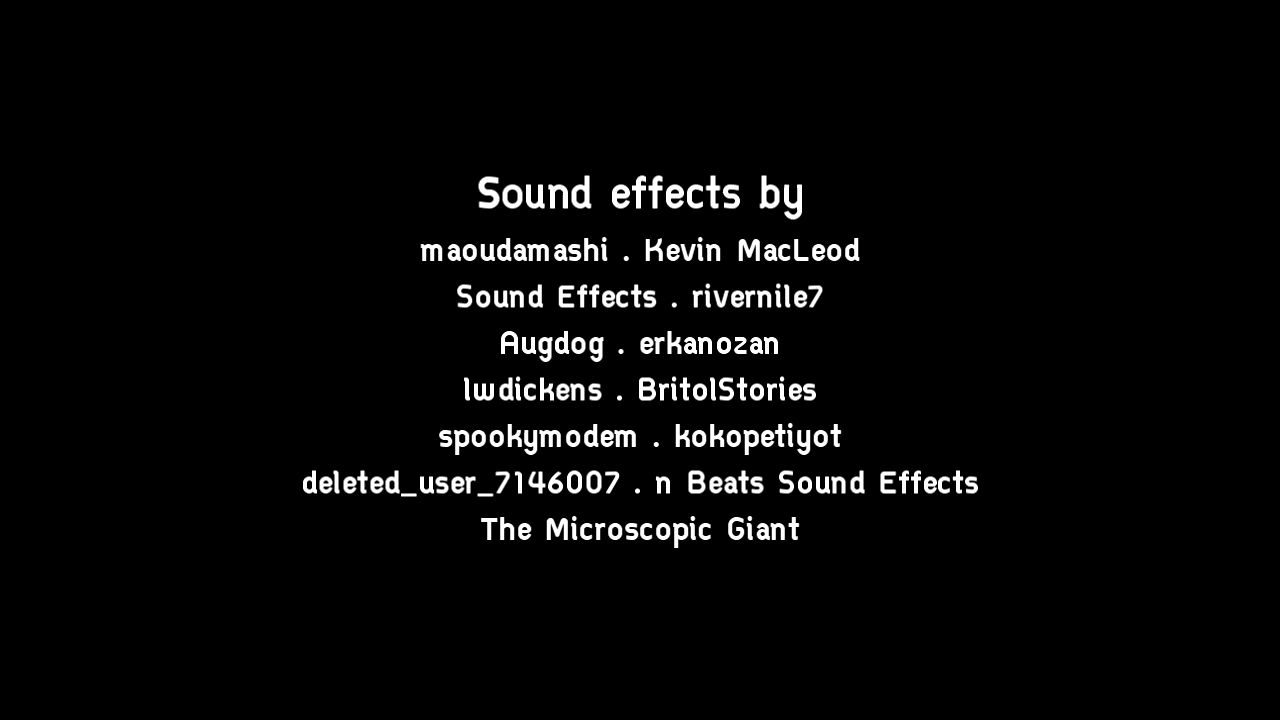 Sound effects by
maoudamashi . Kevin MacLeod
Sound Effects . rivernile7
Augdog . erkanozan
lwdickens . BritolStories
spookymodem . kokopetiyot
deleted_user_7146007 . n Beats Sound Effects
The Microscopic Giant